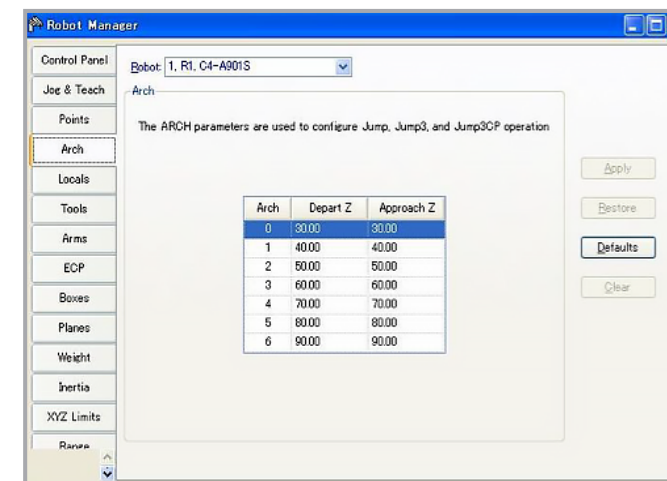 Robot Manager
Control Panel
Robot: 1, R1, C4-A901S
Jog & Teach
Arch
Points
The ARCH parameters are used to configure Jump, Jump3, and Jump3CP operation
Arch
Apply
Locals
Tools
Arch Depart Z Approach Z
Restore
0 30.00 30.00
Arms
1 40.00 40.00
Defaults
ECP
2 50.00 50.00
3 60.00 60.00
Clear
Boxes
4 70.00 70.00
Planes
5 80.00 80.00
6 90.00 90.00
Weight
Inertia
XYZ Limits
Range